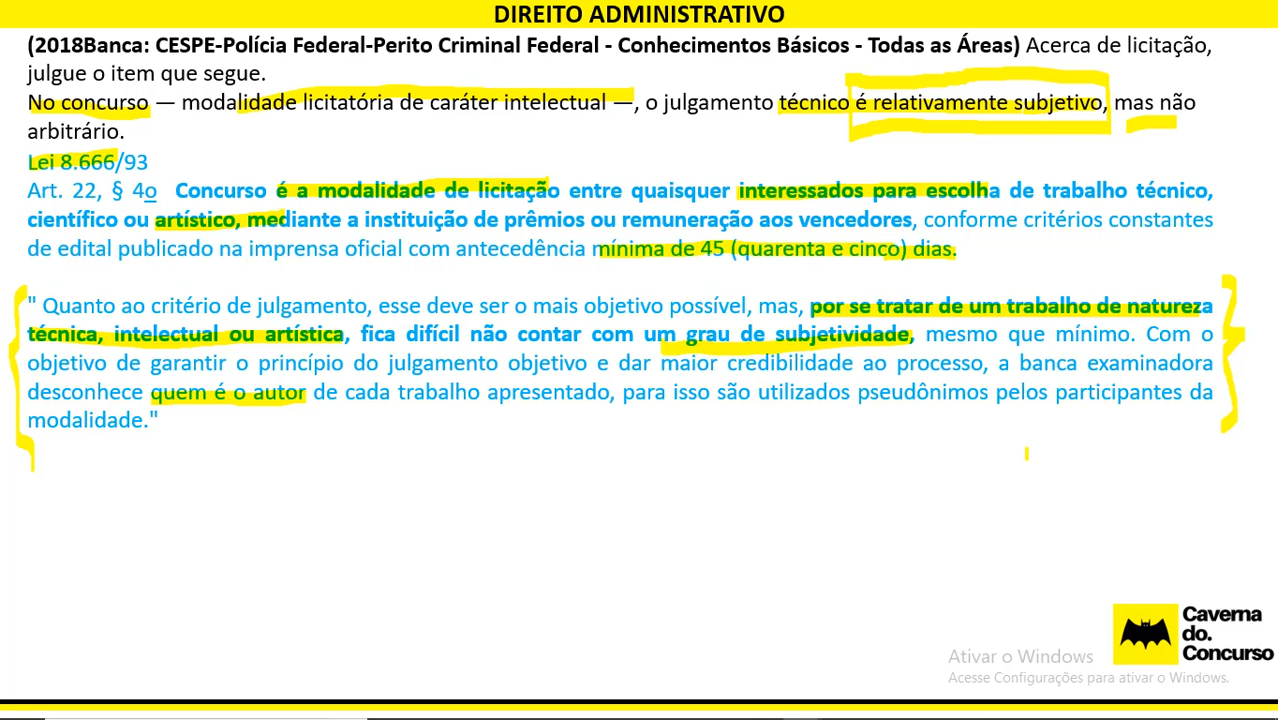 DIREITO ADMINISTRATIVO
(2018Banca: CESPE-Polícia Federal-Perito Criminal Federal - Conhecimentos Básicos - Todas as Áreas) Acerca de licitação,
julgue o item que segue.
No concurso — modalidade licitatória de caráter intelectual —, o julgamento técnico é relativamente subjetivo, mas não
arbitrário.
Lei 8.666/93
Art. 22, § 4o Concurso é a modalidade de licitação entre quaisquer interessados para escolha de trabalho técnico,
científico ou artístico, mediante a instituição de prêmios ou remuneração aos vencedores, conforme critérios constantes
de edital publicado na imprensa oficial com antecedência mínima de 45 (quarenta e cinco) dias.
" Quanto ao critério de julgamento, esse deve ser o mais objetivo possível, mas, por se tratar de um trabalho de natureza
técnica, intelectual ou artística, fica difícil não contar com um grau de subjetividade, mesmo que mínimo. Com o
objetivo de garantir o princípio do julgamento objetivo e dar maior credibilidade ao processo, a banca examinadora
desconhece quem é o autor de cada trabalho apresentado, para isso são utilizados pseudônimos pelos participantes da
modalidade."
Caverna
do.
Concurso
Ativar o Windows
Acesse Configurações para ativar o Windows.